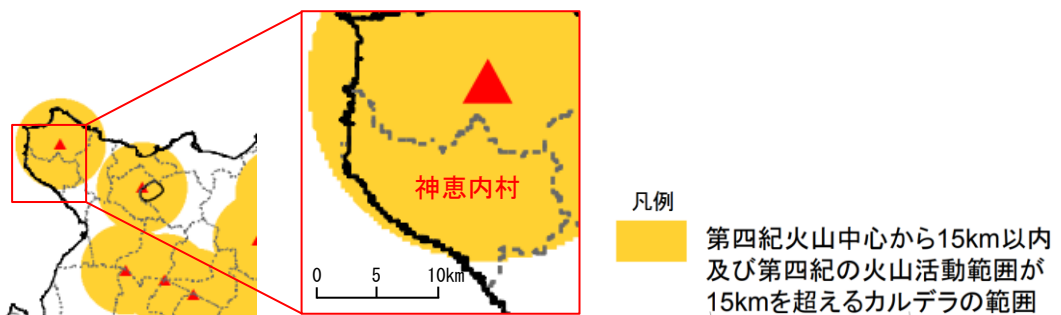 神恵内村
0 5 10km
凡例
第四紀火山中心から15km以内
及び第四紀の火山活動範囲が
15kmを超えるカルデラの範囲